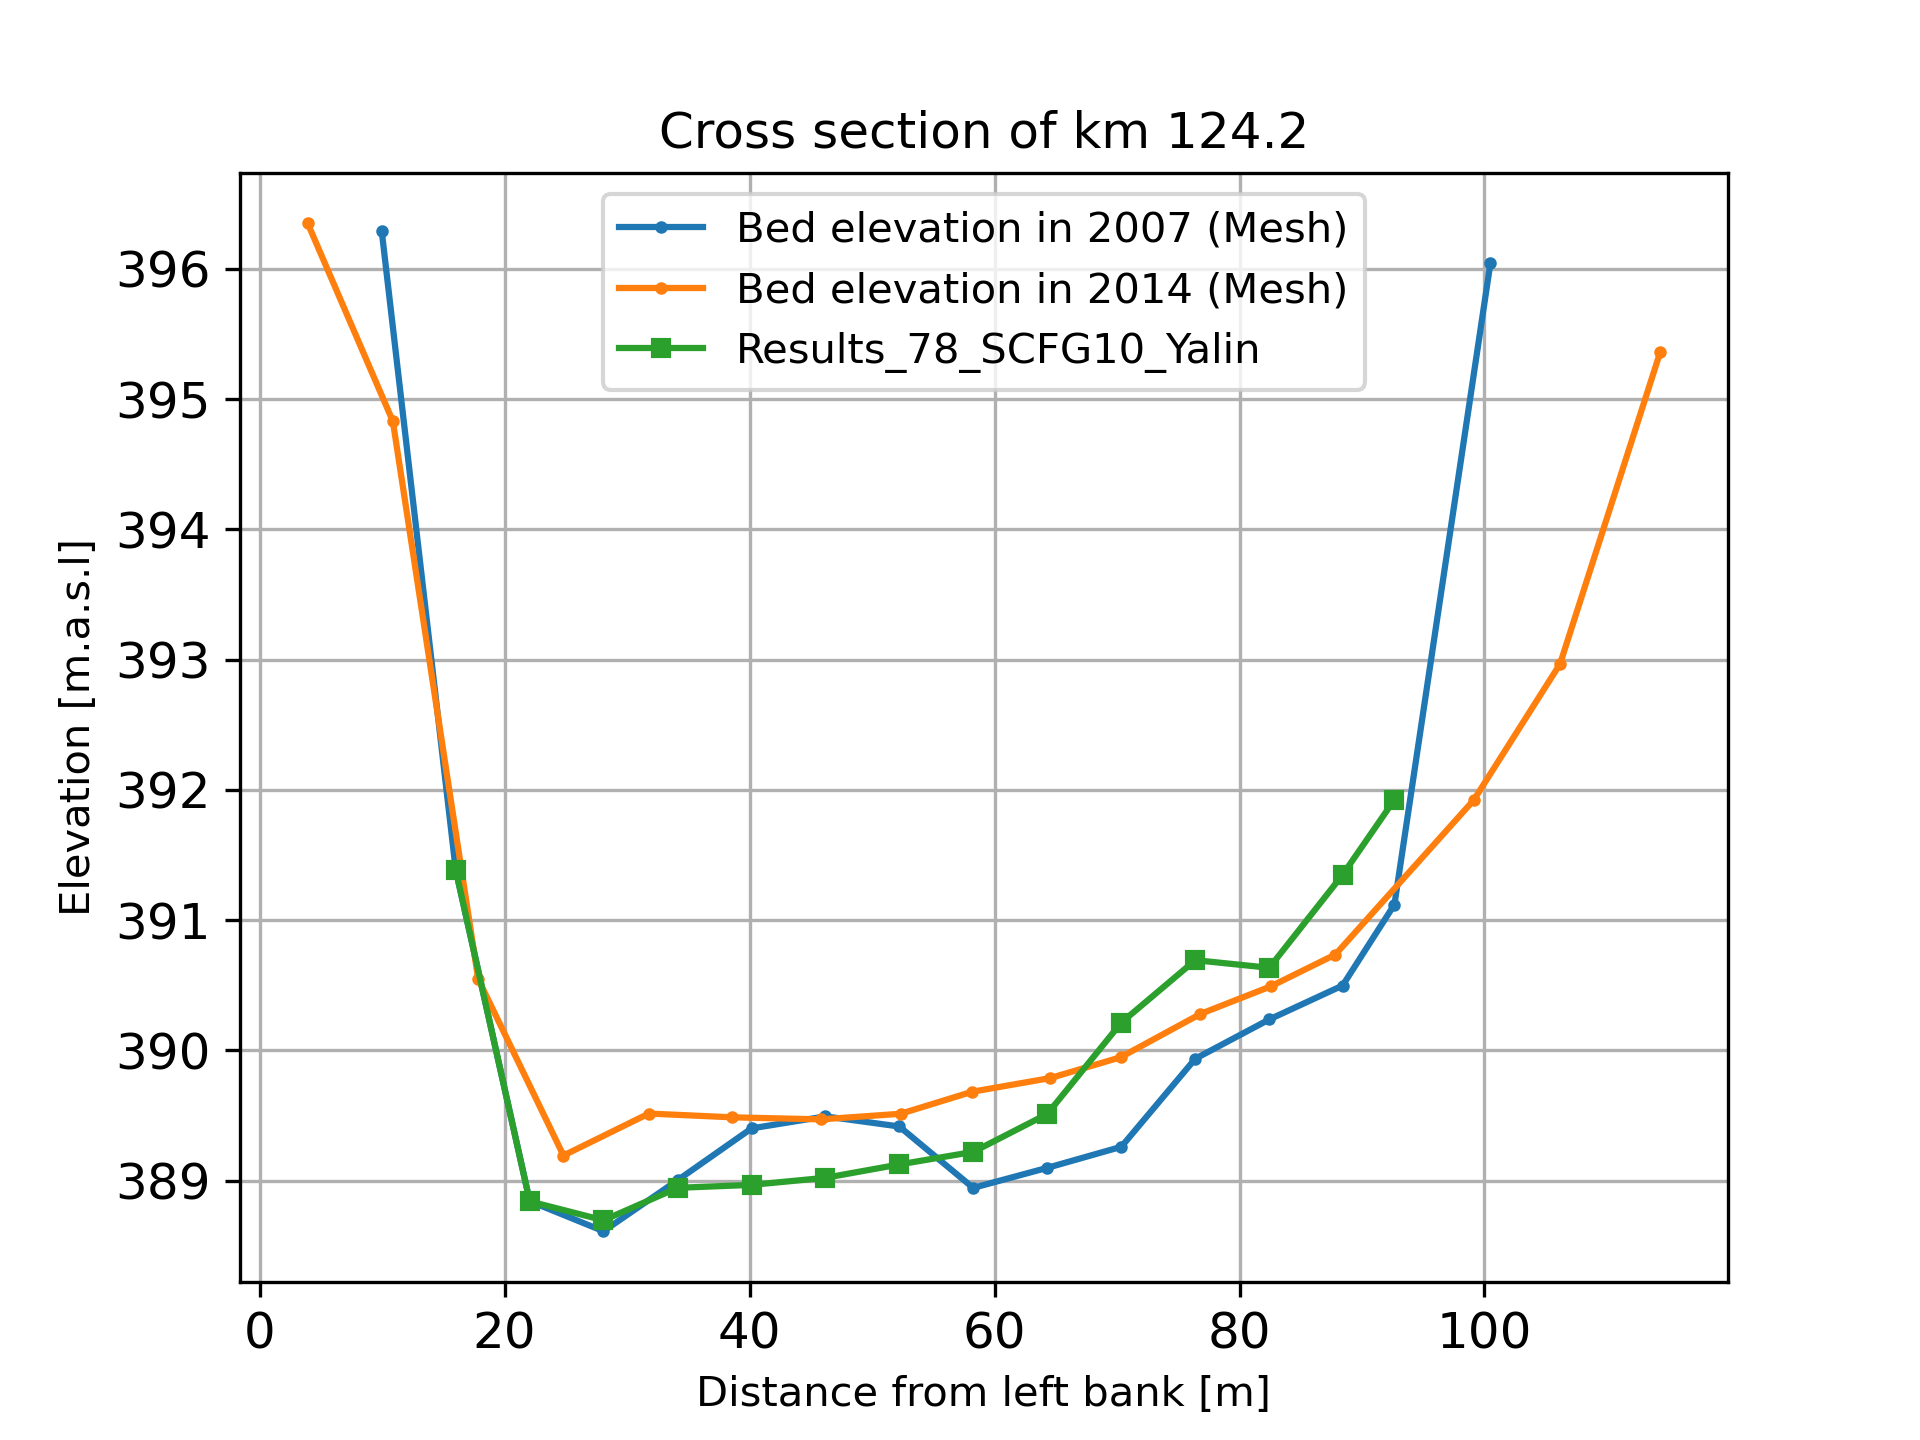 Cross section of km 124.2
Bed elevation in 2007 (Mesh)
Bed elevation in 2014 (Mesh)
Results_78_SCFG10_Yalin
Elevation [m.a.s.l]
396
395
394
393
392
391
390
389
0 20 40 60 80 100
Distance from left bank [m]